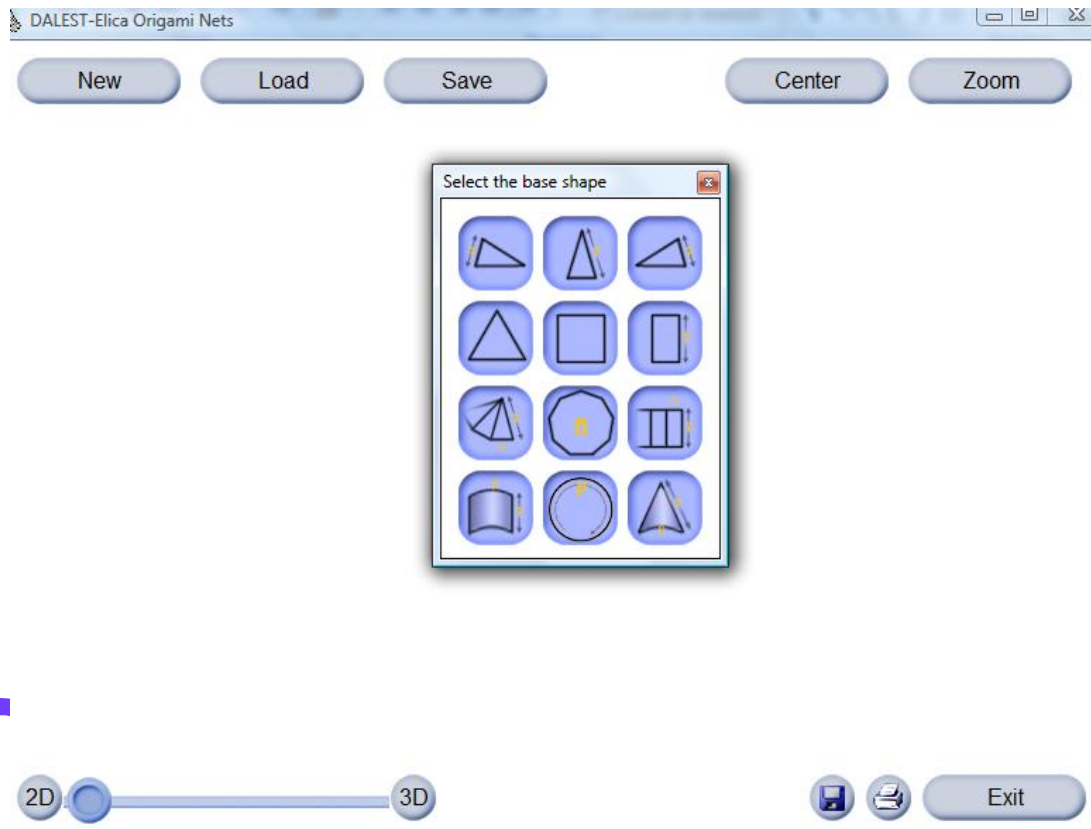 DALEST-Elica Origami Nets
New Load Save Center Zoom
Select the base shape
n
2D 3D Exit